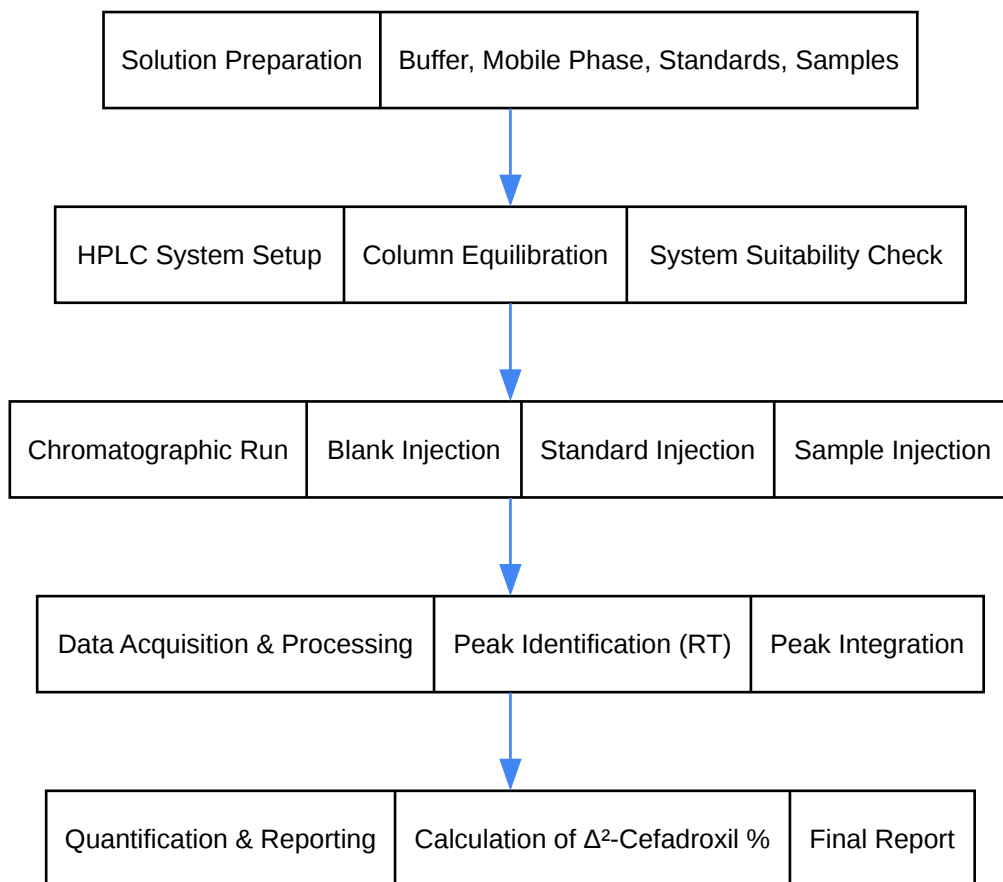 Solution Preparation
Buffer, Mobile Phase, Standards, Samples
HPLC System Setup
Column Equilibration
System Suitability Check
Chromatographic Run
Blank Injection
Standard Injection
Sample Injection
Data Acquisition & Processing
Peak Identification (RT)
Peak Integration
Quantification & Reporting
Calculation of Δ²-Cefadroxil %
Final Report